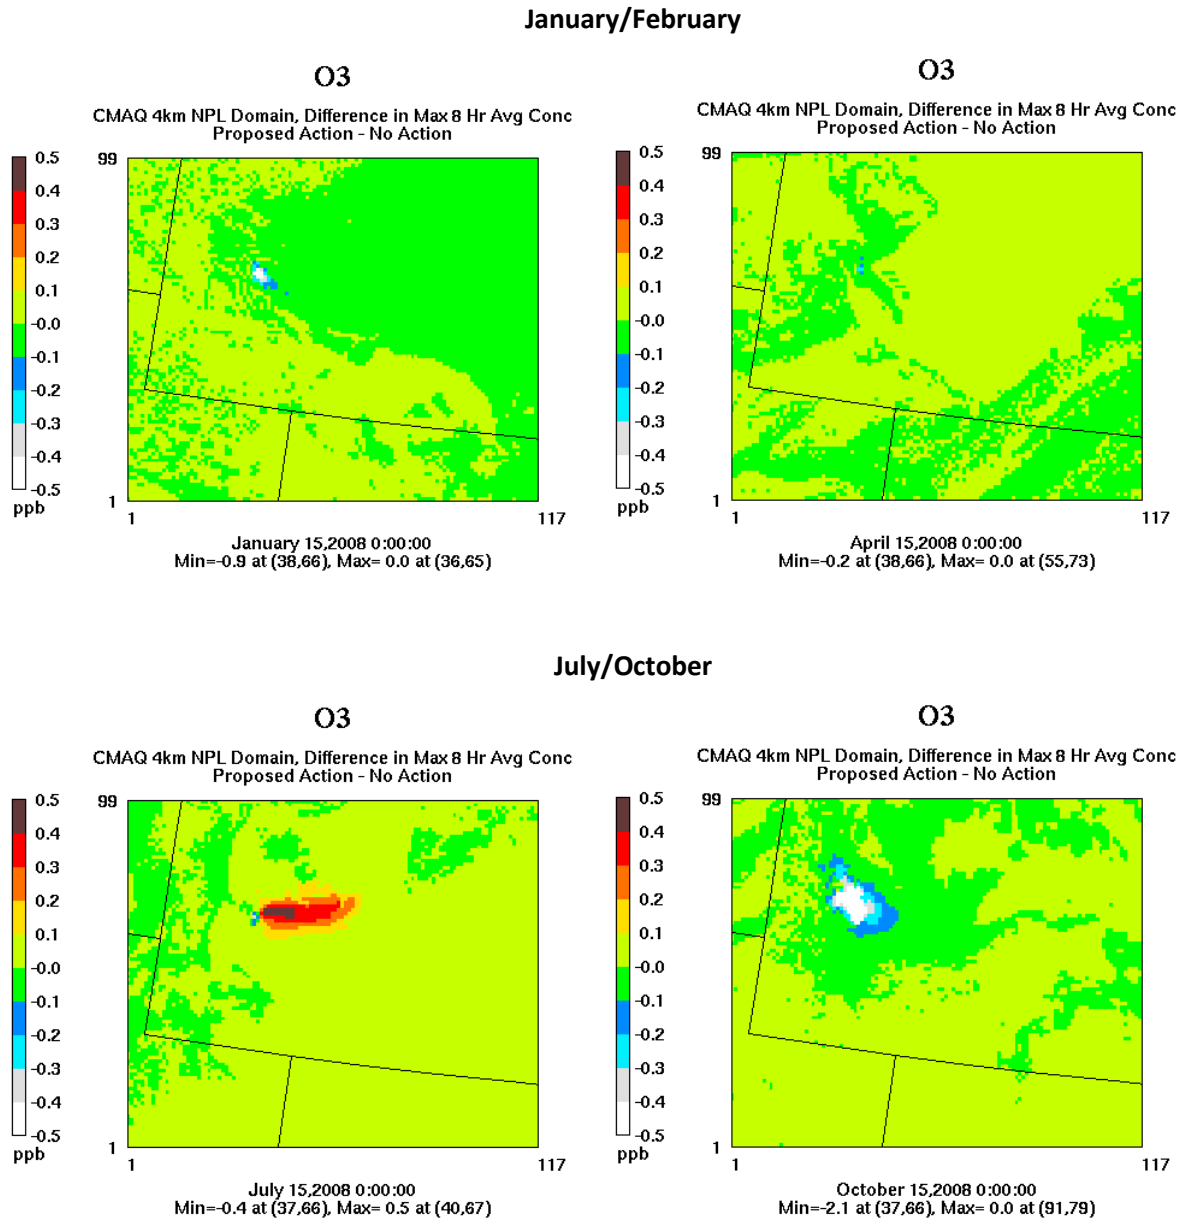 January/February
O3
CMAQ 4km NPL Domain, Difference in Max 8 Hr Avg Conc
Proposed Action - No Action
0.5
0.4
0.3
0.2
0.1
-0.0
-0.1
-0.2
-0.3
-0.4
-0.5
ppb
99
1
1
117
January 15,2008 0:00:00
Min=-0.9 at (38,66), Max= 0.0 at (36,65)
O3
CMAQ 4km NPL Domain, Difference in Max 8 Hr Avg Conc
Proposed Action - No Action
0.5
0.4
0.3
0.2
0.1
-0.0
-0.1
-0.2
-0.3
-0.4
-0.5
ppb
99
1
1
117
April 15,2008 0:00:00
Min=-0.2 at (38,66), Max= 0.0 at (55,73)
July/October
O3
CMAQ 4km NPL Domain, Difference in Max 8 Hr Avg Conc
Proposed Action - No Action
0.5
0.4
0.3
0.2
0.1
-0.0
-0.1
-0.2
-0.3
-0.4
-0.5
ppb
99
1
1
117
July 15,2008 0:00:00
Min=-0.4 at (37,66), Max= 0.5 at (40,67)
O3
CMAQ 4km NPL Domain, Difference in Max 8 Hr Avg Conc
Proposed Action - No Action
0.5
0.4
0.3
0.2
0.1
-0.0
-0.1
-0.2
-0.3
-0.4
-0.5
ppb
99
1
1
117
October 15,2008 0:00:00
Min=-2.1 at (37,66), Max= 0.0 at (91,79)